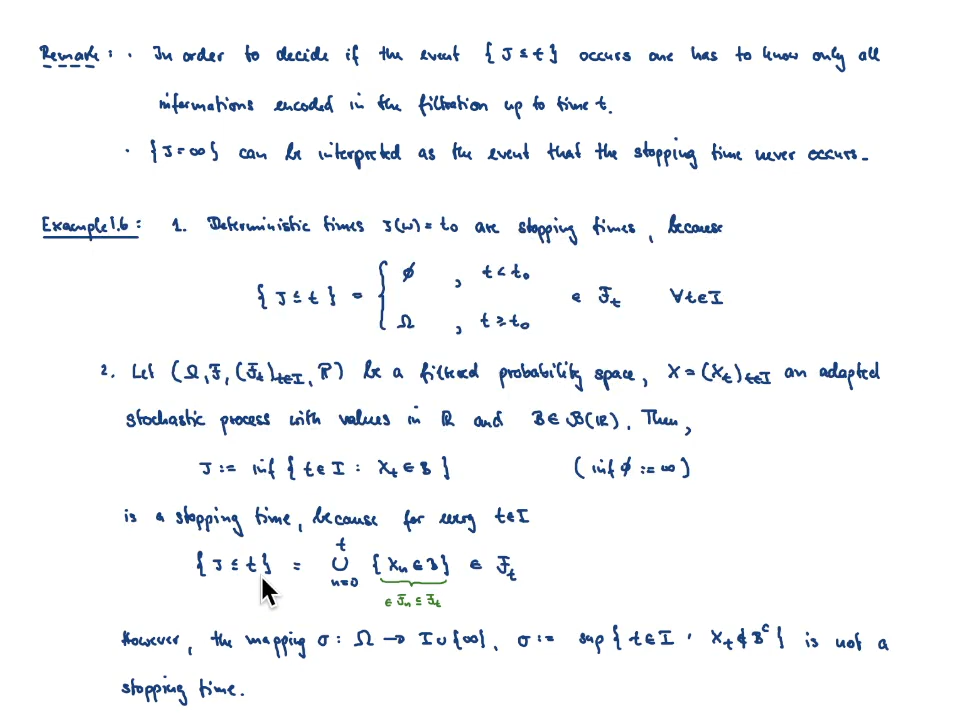 Remark: · In order to decide if the event {τ ≤ t} occurs one has to know only all
informations encoded in the filtration up to time t.
· {τ = ∞} can be interpreted as the event that the stopping time never occurs.
Example 1.6: 1. Deterministic times τ(ω) = t₀ are stopping times, because
{τ ≤ t} = { ∅ , t < t₀
Ω , t ≥ t₀ ∈ ℱₜ ∀t∈I
2. Let (Ω, ℱ, (ℱₜ)ₜ∈I, ℙ) be a filtered probability space, X = (Xₜ)ₜ∈I an adapted
stochastic process with values in ℝ and B ∈ 𝓑(ℝ). Then,
τ := inf {t ∈ I : Xₜ ∈ B} (inf ∅ := ∞)
is a stopping time, because for every t∈I
{τ ≤ t} = ∪ₙ₌₀ᵗ {Xₙ ∈ B} ∈ ℱₜ
∈ ℱₙ ⊆ ℱₜ
However, the mapping σ : Ω → I ∪ {∞}, σ := sup {t ∈ I : Xₜ ∉ Bᶜ} is not a
stopping time.